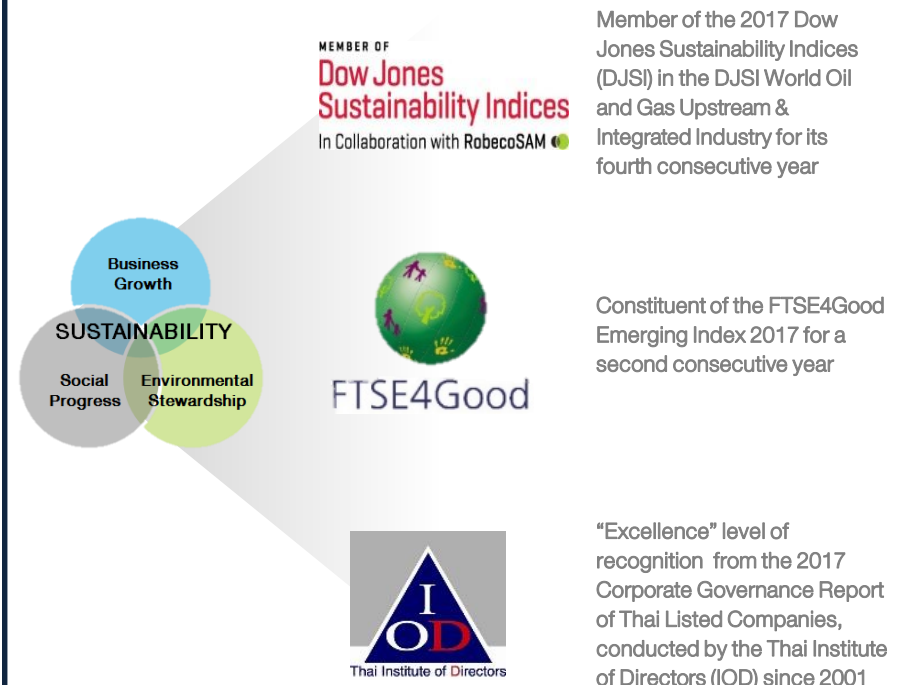 MEMBER OF
Dow Jones
Sustainability Indices
In Collaboration with RobecoSAM
Member of the 2017 Dow
Jones Sustainability Indices
(DJSI) in the DJSI World Oil
and Gas Upstream &
Integrated Industry for its
fourth consecutive year
Business
Growth
SUSTAINABILITY
Social
Progress
Environmental
Stewardship
FTSE4Good
Constituent of the FTSE4Good
Emerging Index 2017 for a
second consecutive year
IOD
Thai Institute of Directors
“Excellence” level of
recognition from the 2017
Corporate Governance Report
of Thai Listed Companies,
conducted by the Thai Institute
of Directors (IOD) since 2001